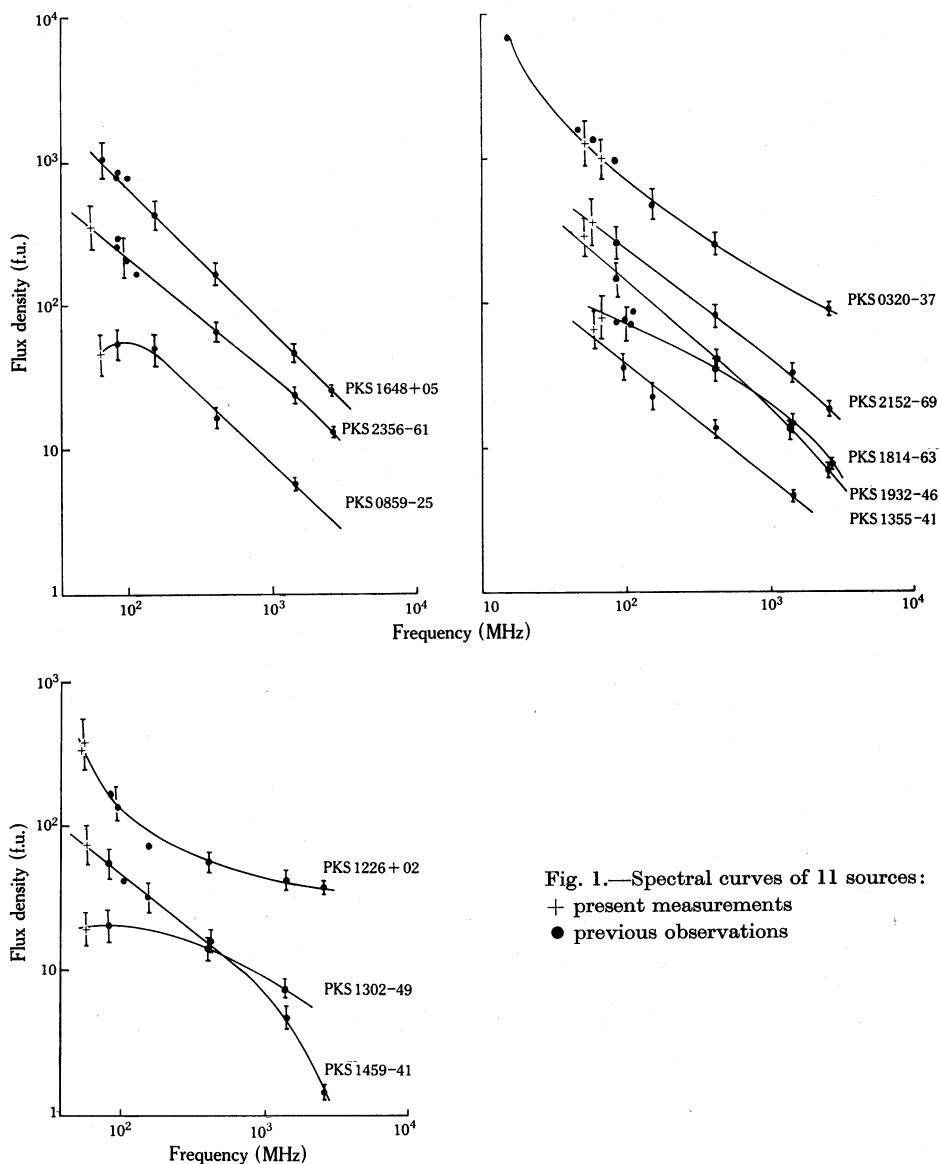 10⁴
10³
10²
10
1
Flux density (f.u.)
PKS 1648+05
PKS 2356-61
PKS 0859-25
10²
10³
10⁴
PKS 0320-37
PKS 2152-69
PKS 1814-63
PKS 1932-46
PKS 1355-41
10
10²
10³
10⁴
Frequency (MHz)
10³
10²
10
1
Flux density (f.u.)
PKS 1226+02
PKS 1302-49
PKS 1459-41
10²
10³
10⁴
Frequency (MHz)
Fig. 1.—Spectral curves of 11 sources:
+ present measurements
● previous observations